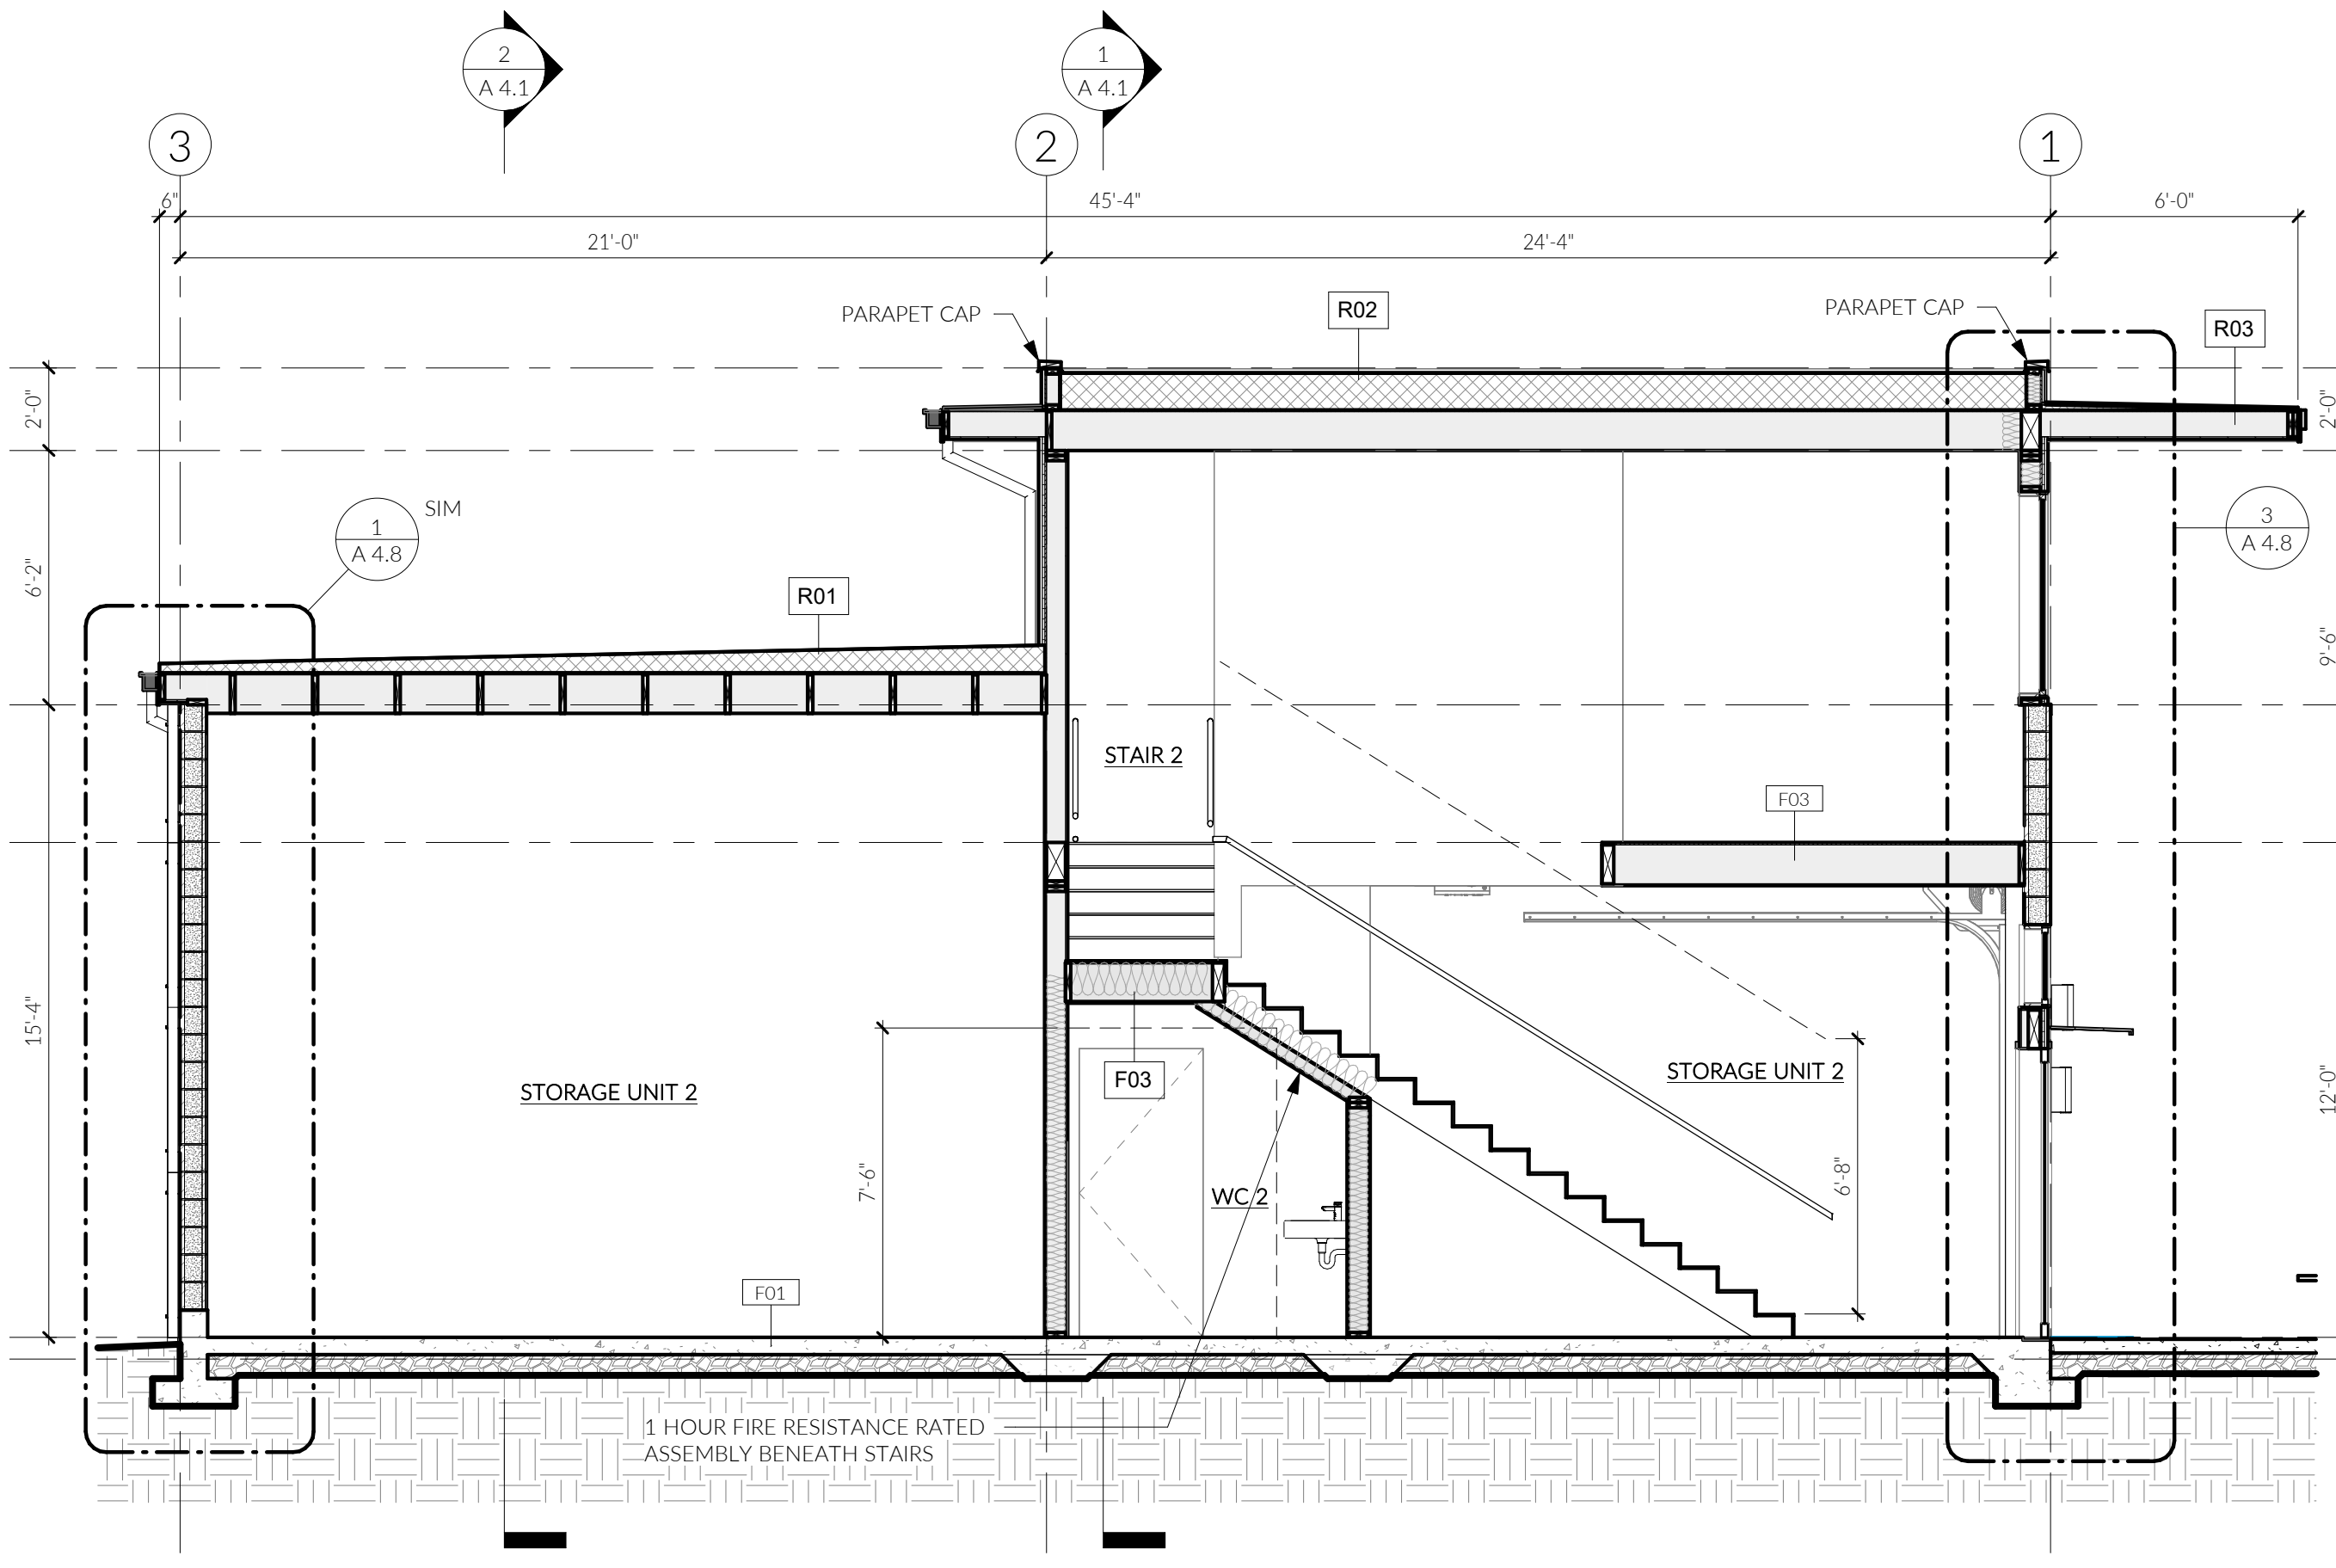 2
A 4.1
1
A 4.1
3
2
1
6"
45'-4"
6'-0"
21'-0"
24'-4"
PARAPET CAP
R02
PARAPET CAP
R03
2'-0"
2'-0"
1
A 4.8
SIM
3
A 4.8
6'-2"
R01
9'-6"
STAIR 2
F03
15'-4"
STORAGE UNIT 2
F03
STORAGE UNIT 2
12'-0"
7'-6"
WC 2
6'-8"
F01
1 HOUR FIRE RESISTANCE RATED
ASSEMBLY BENEATH STAIRS